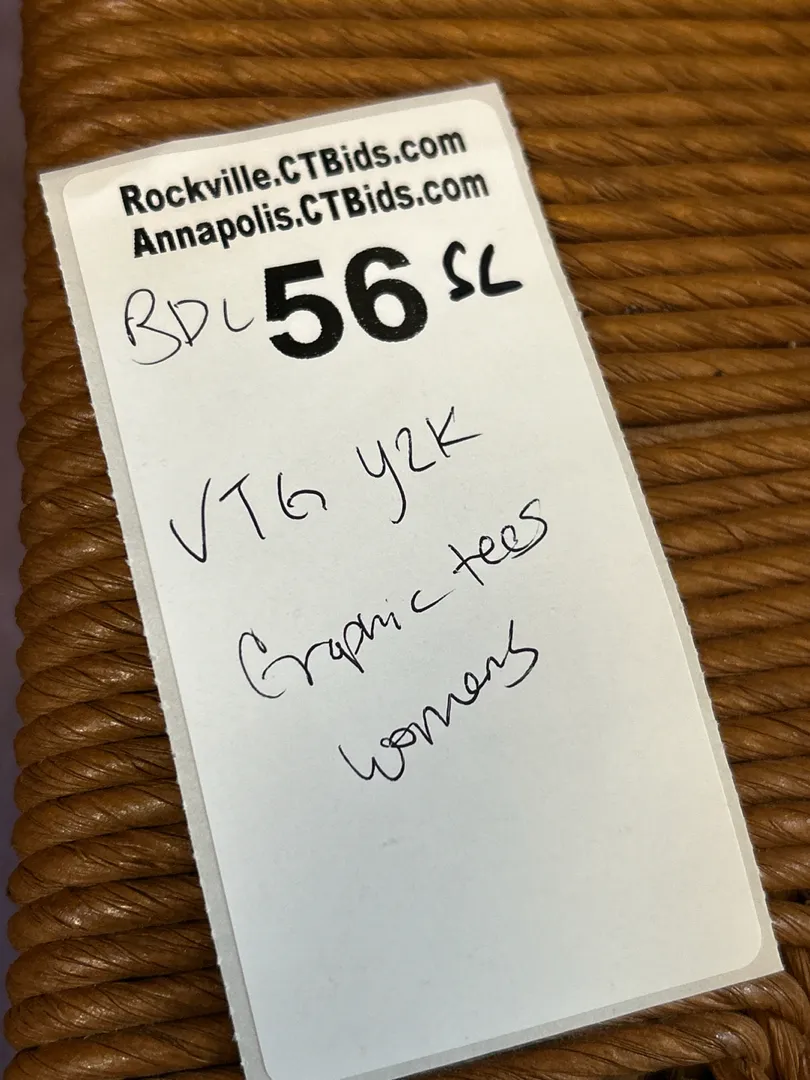 Rockville.CTBids.com
Annapolis.CTBids.com
BDL 56 SL
VTG Y2K
Graphic tees
womens